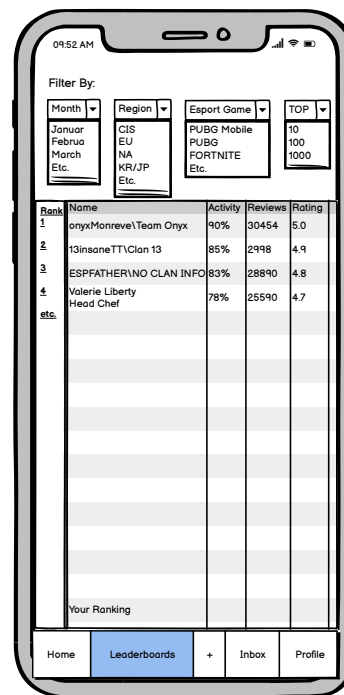 09:52 AM
Filter By:
Month Region Esport Game TOP
Januar
Februa
March
Etc.
CIS
EU
NA
KR/JP
Etc.
PUBG Mobile
PUBG
FORTNITE
Etc.
10
100
1000
Rank Name Activity Reviews Rating
1 onyxMonreve\Team Onyx 90% 30454 5.0
2 13insaneTT\Clan 13 85% 2998 4.9
3 ESPFATHER\NO CLAN INFO 83% 28890 4.8
4 Valerie Liberty 78% 25590 4.7
Head Chef
etc.
Your Ranking
Home Leaderboards + Inbox Profile